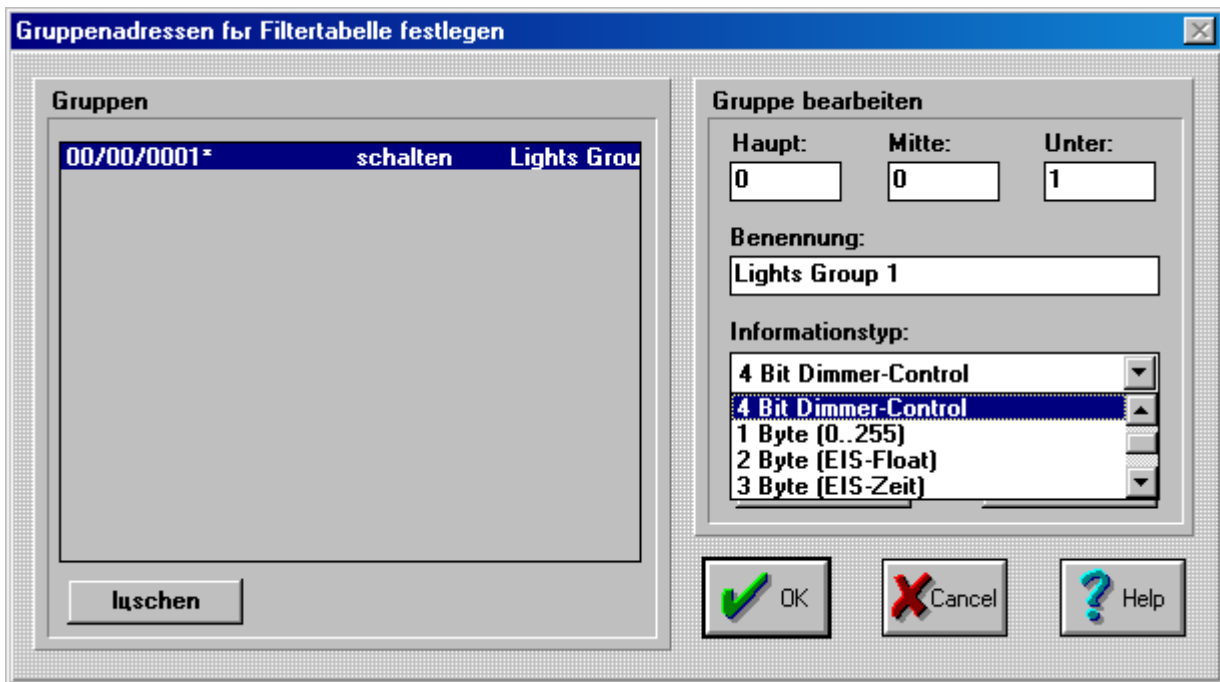 Gruppenadressen fьr Filtertabelle festlegen
Gruppen
00/00/0001* schalten Lights Grou
lцschen
Gruppe bearbeiten
Haupt: Mitte: Unter:
0 0 1
Benennung:
Lights Group 1
Informationstyp:
4 Bit Dimmer-Control
4 Bit Dimmer-Control
1 Byte (0..255)
2 Byte (EIS-Float)
3 Byte (EIS-Zeit)
OK Cancel Help